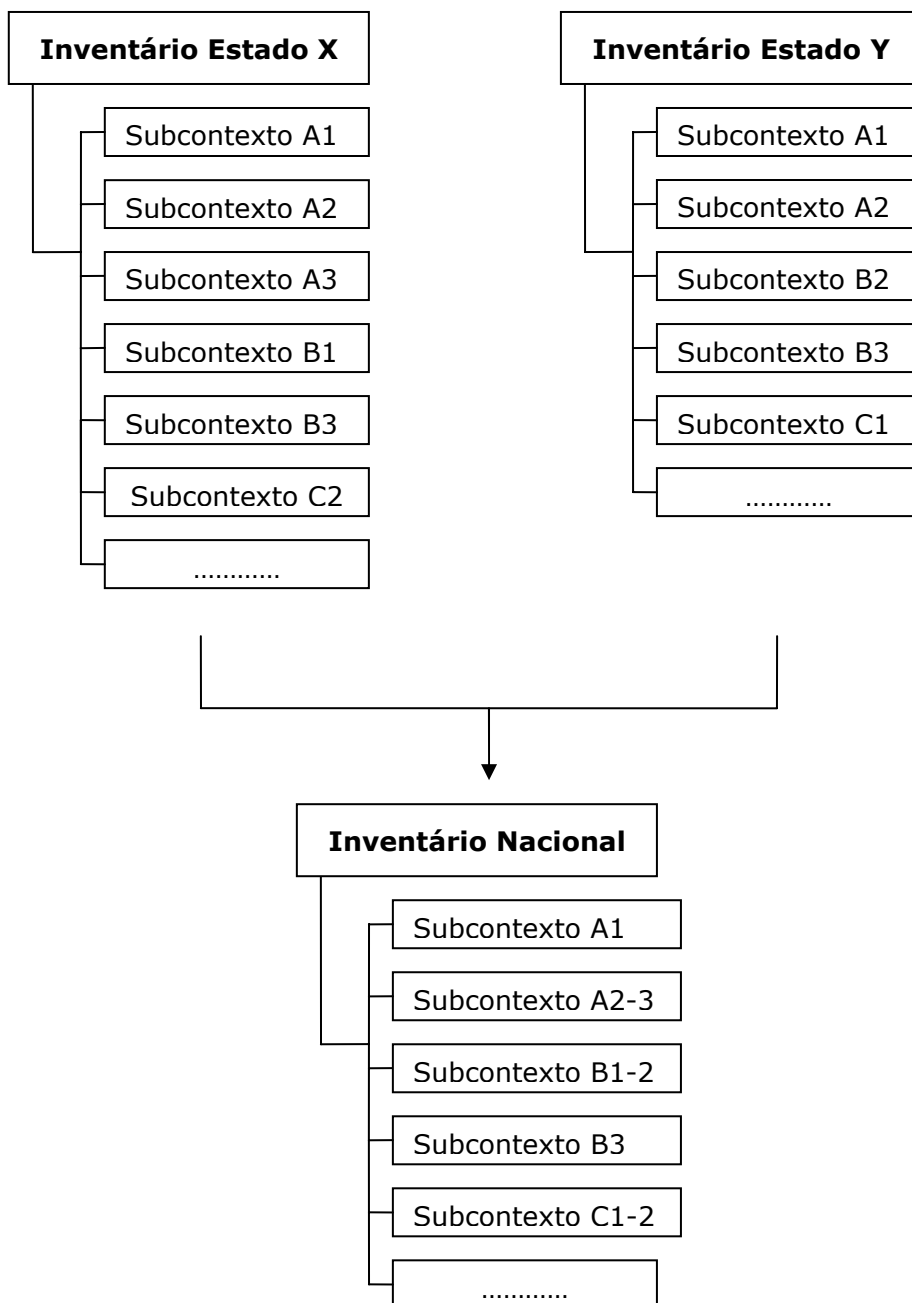 Inventário Estado X
Subcontexto A1
Subcontexto A2
Subcontexto A3
Subcontexto B1
Subcontexto B3
Subcontexto C2
............
Inventário Estado Y
Subcontexto A1
Subcontexto A2
Subcontexto B2
Subcontexto B3
Subcontexto C1
............
Inventário Nacional
Subcontexto A1
Subcontexto A2-3
Subcontexto B1-2
Subcontexto B3
Subcontexto C1-2
............